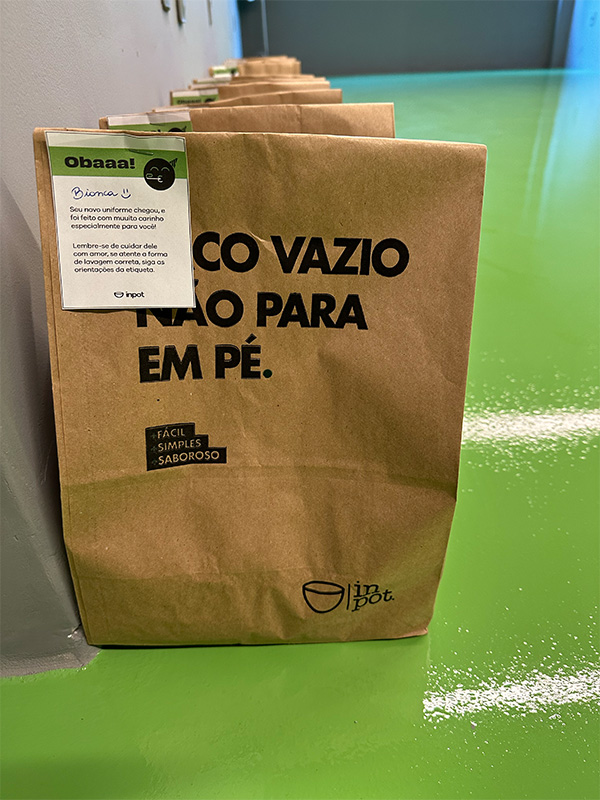 Obaaa!
Bianca
Seu novo uniforme chegou, e
foi feito com muuito carinho
especialmente para você!
Lembre-se de cuidar dele
com amor, se atente a forma
de lavagem correta, siga as
orientações da etiqueta.
inpot
CO VAZIO
NÃO PARA
EM PÉ.
+FÁCIL
+SIMPLES
+SABOROSO
in
pot.
Obaaa!